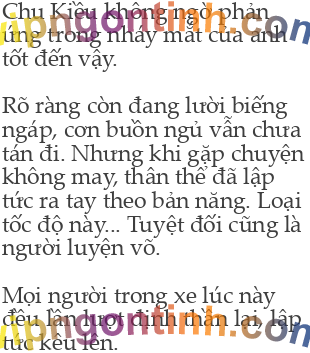 Chu Kiều không ngờ phản
ứng trong nháy mắt của anh
tốt đến vậy.
Rõ ràng còn đang lười biếng
ngáp, cơn buồn ngủ vẫn chưa
tán đi. Nhưng khi gặp chuyện
không may, thân thể đã lập
tức ra tay theo bản năng. Loại
tốc độ này... Tuyệt đối cũng là
người luyện võ.
Mọi người trong xe lúc này
đều lần lượt định thần lại, lập
tức kêu lên.